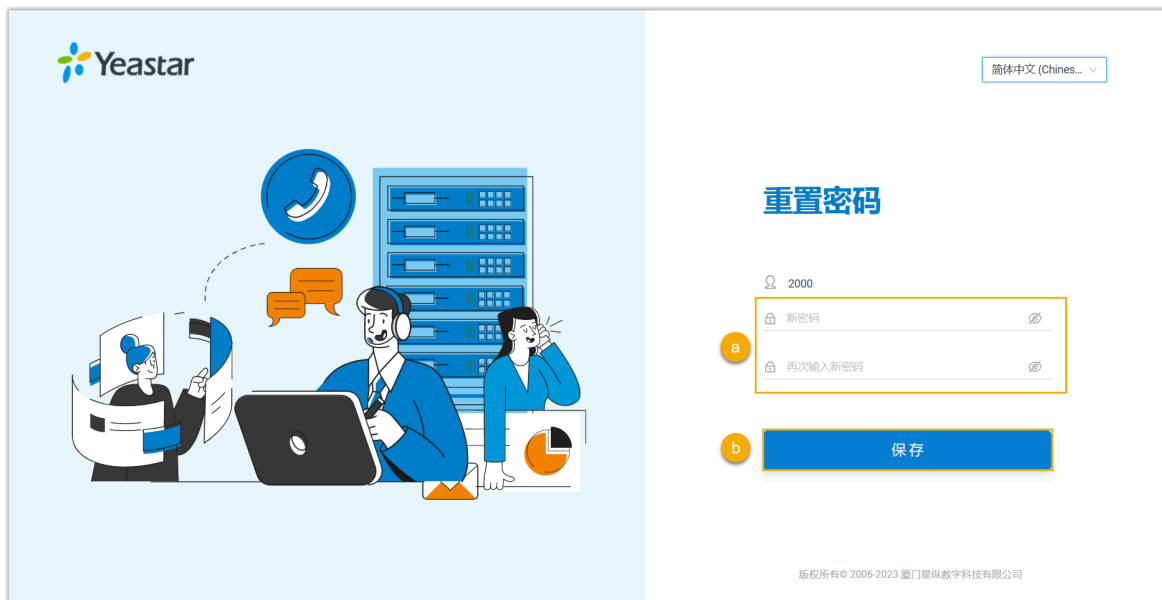 Yeastar
简体中文 (Chines...
重置密码
2000
新密码
a
再次输入新密码
b
保存
版权所有© 2006-2023 厦门星纵数字科技有限公司